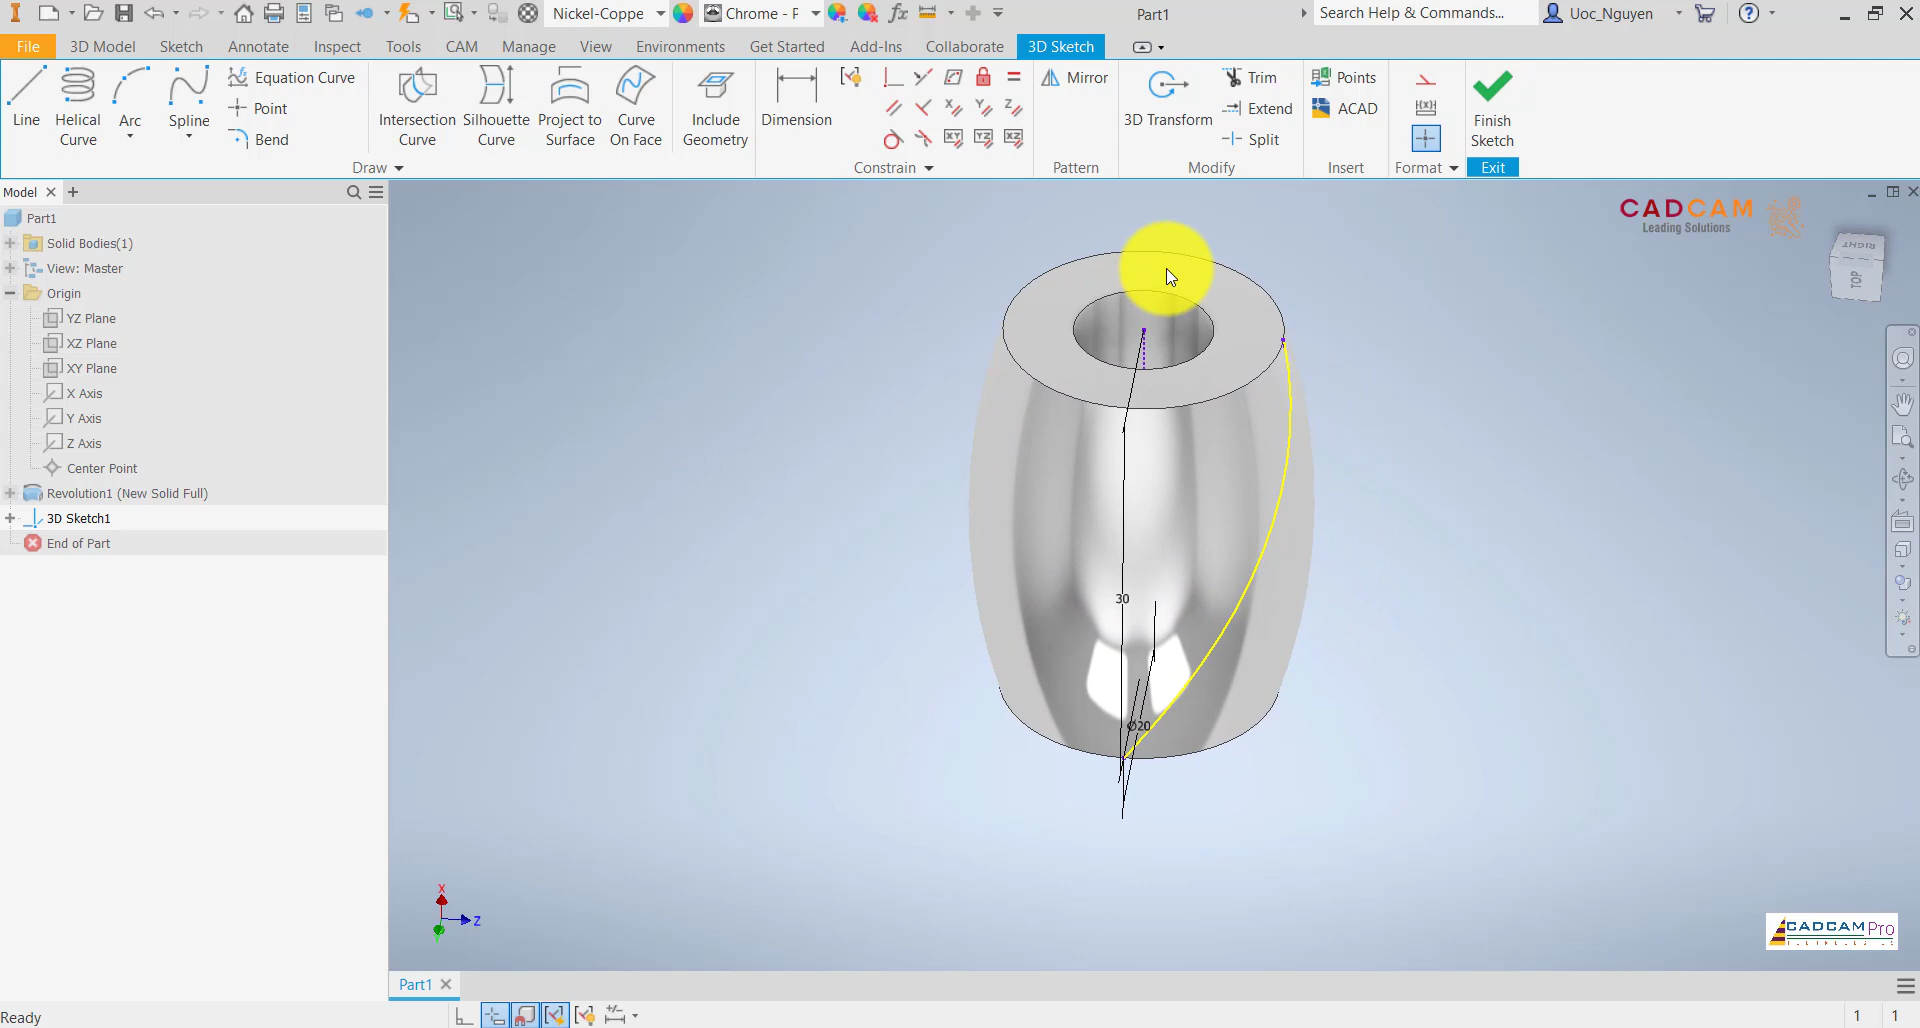 Nickel-Coppe
Chrome - P
fx
Part1
Search Help & Commands...
Uoc_Nguyen
File
3D Model
Sketch
Annotate
Inspect
Tools
CAM
Manage
View
Environments
Get Started
Add-Ins
Collaborate
3D Sketch
Line
Helical Curve
Arc
Spline
Equation Curve
Point
Bend
Intersection Curve
Silhouette Curve
Project to Surface
Curve On Face
Include Geometry
Dimension
Mirror
3D Transform
Trim
Extend
Split
Points
ACAD
Finish Sketch
Draw
Constrain
Pattern
Modify
Insert
Format
Exit
Model
Part1
Solid Bodies(1)
View: Master
Origin
YZ Plane
XZ Plane
XY Plane
X Axis
Y Axis
Z Axis
Center Point
Revolution1 (New Solid Full)
3D Sketch1
End of Part
CADCAM
Leading Solutions
RIGHT
TOP
30
Ø20
X
Z
CADCAM Pro
Part1
Ready
1
1